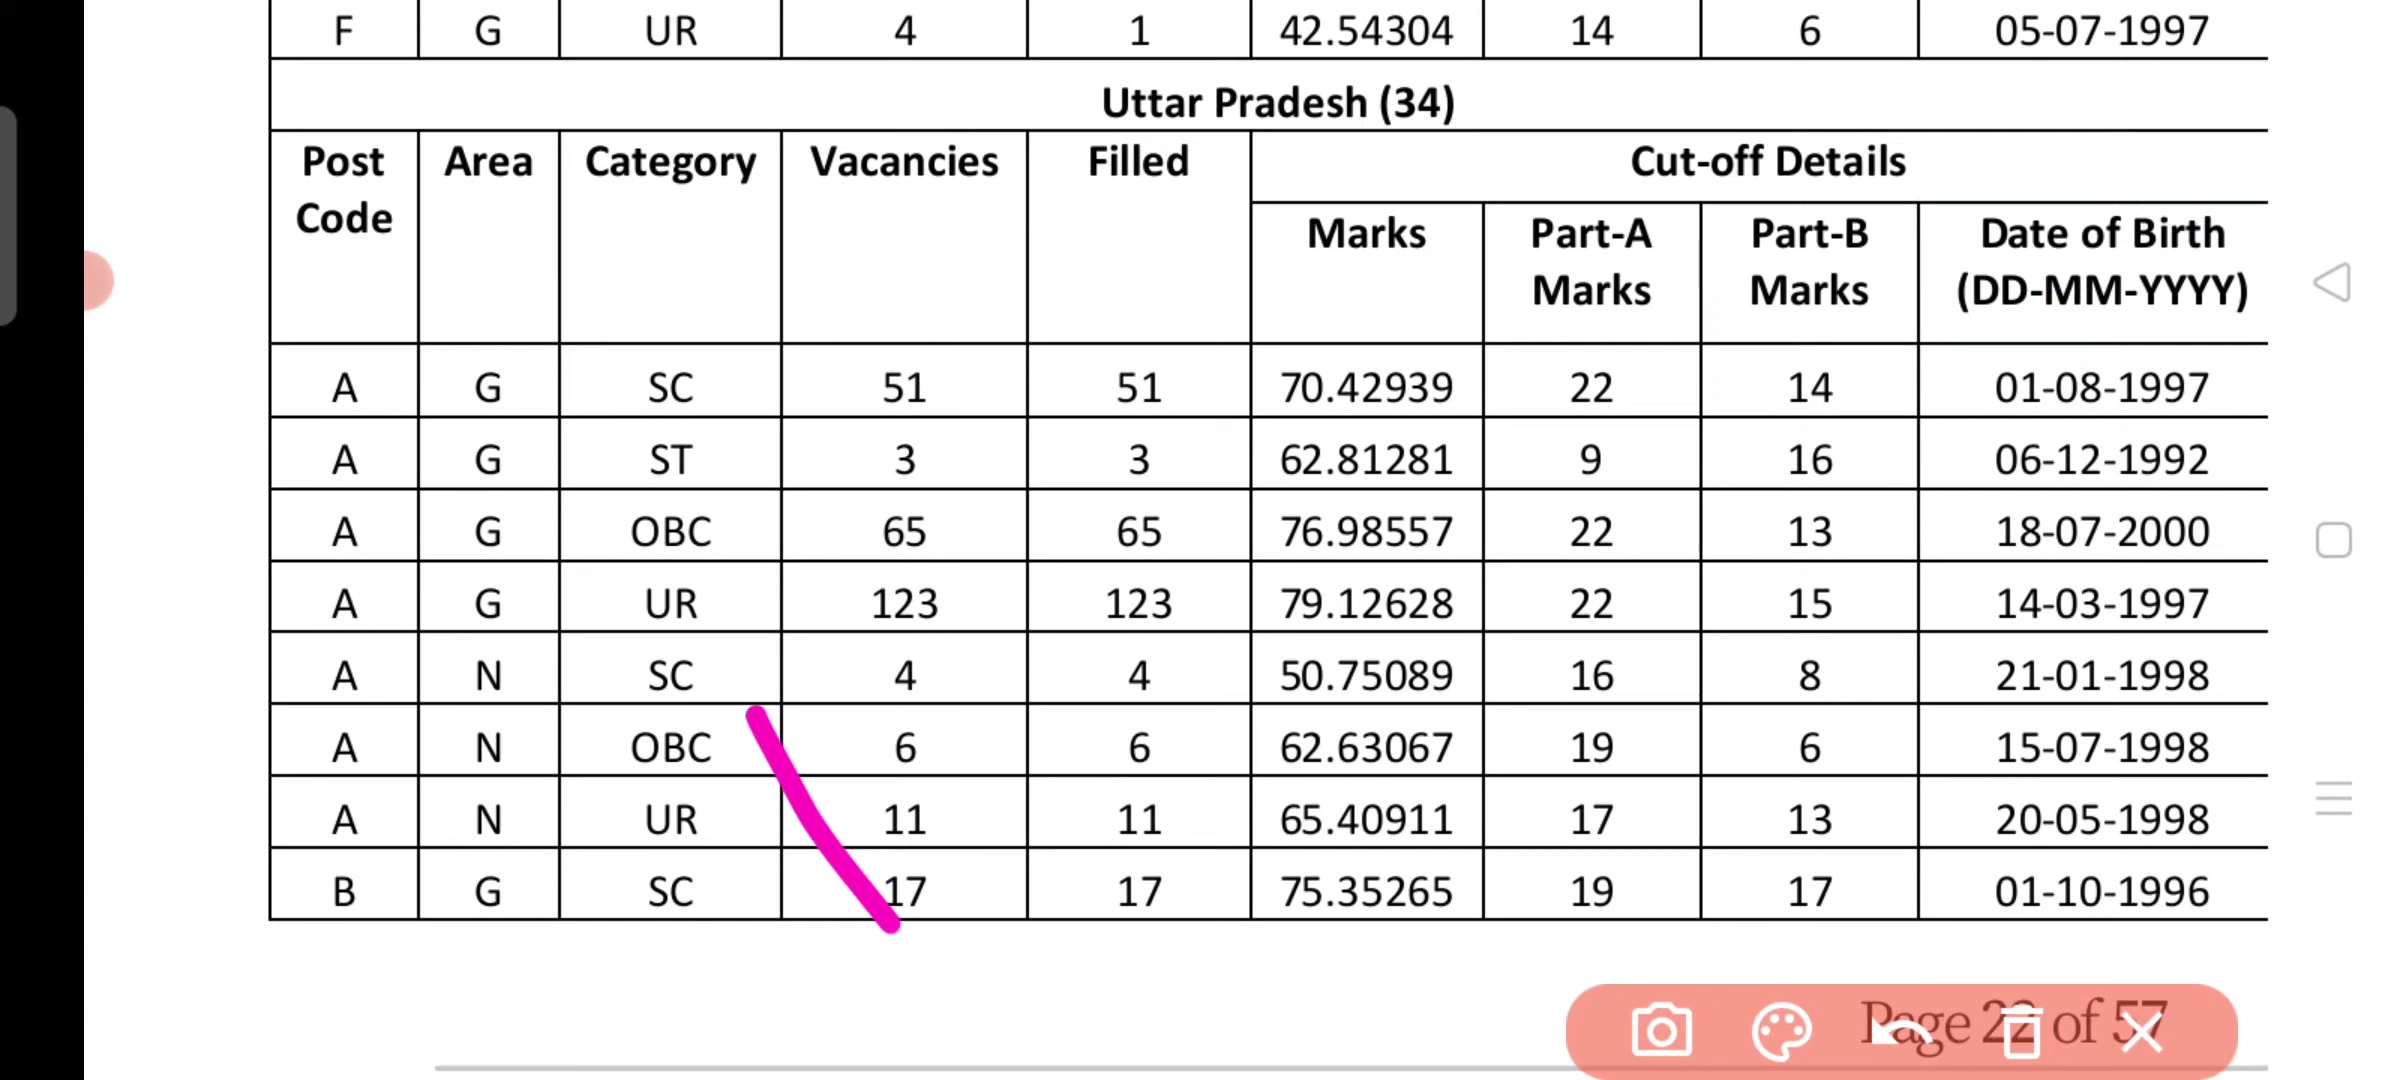 F G UR 4 1 42.54304 14 6 05-07-1997
Uttar Pradesh (34)
Post Code Area Category Vacancies Filled Cut-off Details
Marks Part-A Marks Part-B Marks Date of Birth (DD-MM-YYYY)
A G SC 51 51 70.42939 22 14 01-08-1997
A G ST 3 3 62.81281 9 16 06-12-1992
A G OBC 65 65 76.98557 22 13 18-07-2000
A G UR 123 123 79.12628 22 15 14-03-1997
A N SC 4 4 50.75089 16 8 21-01-1998
A N OBC 6 6 62.63067 19 6 15-07-1998
A N UR 11 11 65.40911 17 13 20-05-1998
B G SC 17 17 75.35265 19 17 01-10-1996
Page 22 of 57